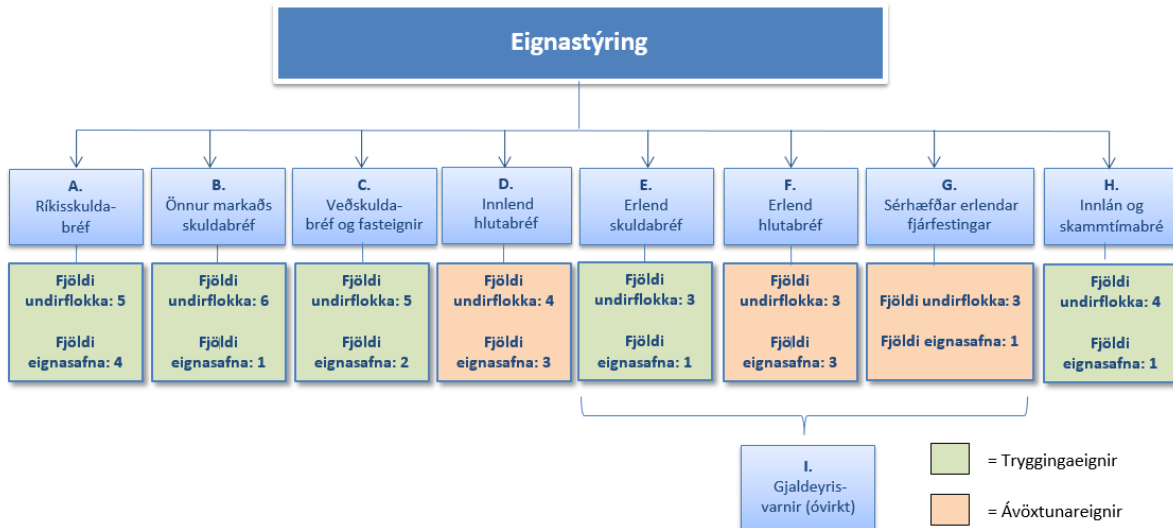 Eignastýring
A.
Ríkisskulda-
bréf
B.
Önnur markaðs
skuldabréf
C.
Veðskulda-
bréf og fasteignir
D.
Innlend
hlutabréf
E.
Erlend
skuldabréf
F.
Erlend
hlutabréf
G.
Sérhæfðar erlendar
fjárfestingar
H.
Innlán og
skammtímabré
Fjöldi
undirflokka: 5
Fjöldi
eignasafna: 4
Fjöldi
undirflokka: 6
Fjöldi
eignasafna: 1
Fjöldi
undirflokka: 5
Fjöldi
eignasafna: 2
Fjöldi
undirflokka: 4
Fjöldi
eignasafna: 3
Fjöldi
undirflokka: 3
Fjöldi
eignasafna: 1
Fjöldi
undirflokka: 3
Fjöldi
eignasafna: 3
Fjöldi undirflokka: 3
Fjöldi eignasafna: 1
Fjöldi
undirflokka: 4
Fjöldi
eignasafna: 1
I.
Gjaldeyris-
varnir (óvirkt)
= Tryggingaeignir
= Ávöxtunareignir